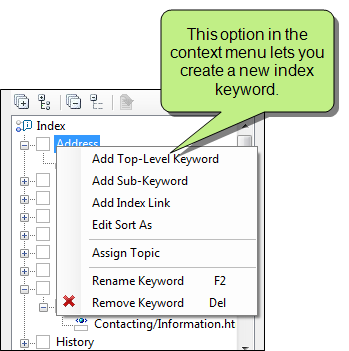 This option in the
context menu lets you
create a new index
keyword.
Index
Address
Add Top-Level Keyword
Add Sub-Keyword
Add Index Link
Edit Sort As
Assign Topic
Rename Keyword F2
Remove Keyword Del
Contacting/Information.ht
History